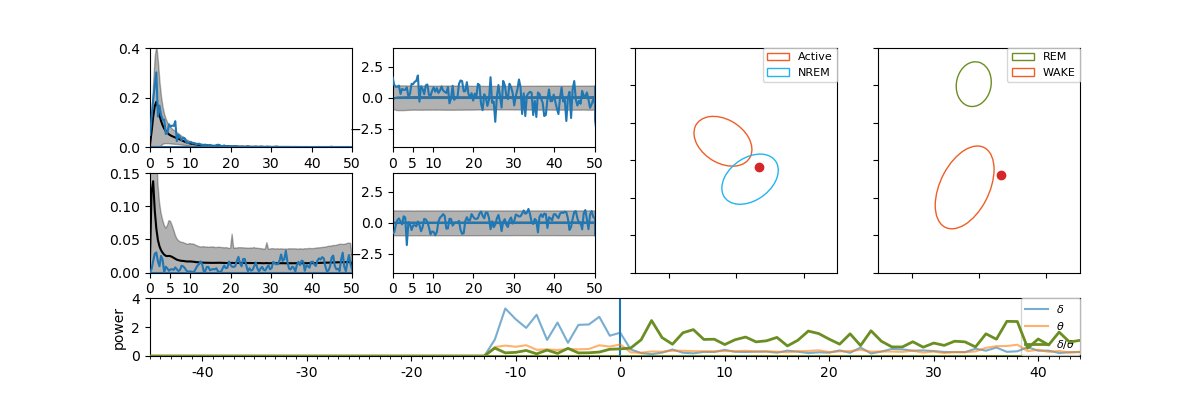 0.4
0.2
0.0
0 5 10 20 30 40 50
2.5
0.0
−2.5
0 5 10 20 30 40 50
Active
NREM
REM
WAKE
0.15
0.10
0.05
0.00
0 5 10 20 30 40 50
2.5
0.0
−2.5
0 5 10 20 30 40 50
power
4
2
0
δ
θ
δ/θ
-40 -30 -20 -10 0 10 20 30 40